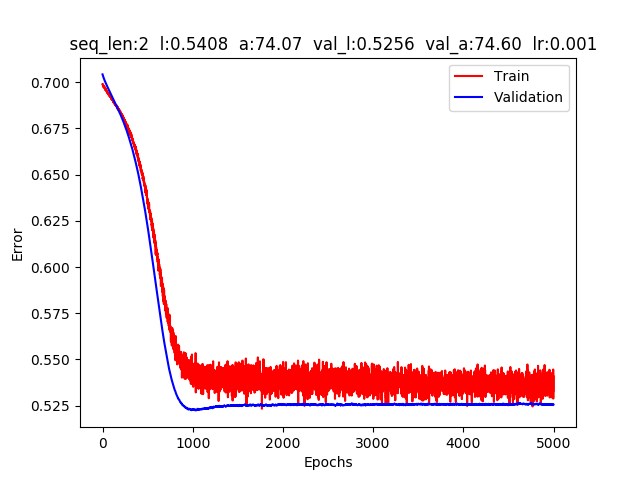 seq_len:2 l:0.5408 a:74.07 val_l:0.5256 val_a:74.60 lr:0.001
Train
Validation
Error
0.700
0.675
0.650
0.625
0.600
0.575
0.550
0.525
0 1000 2000 3000 4000 5000
Epochs